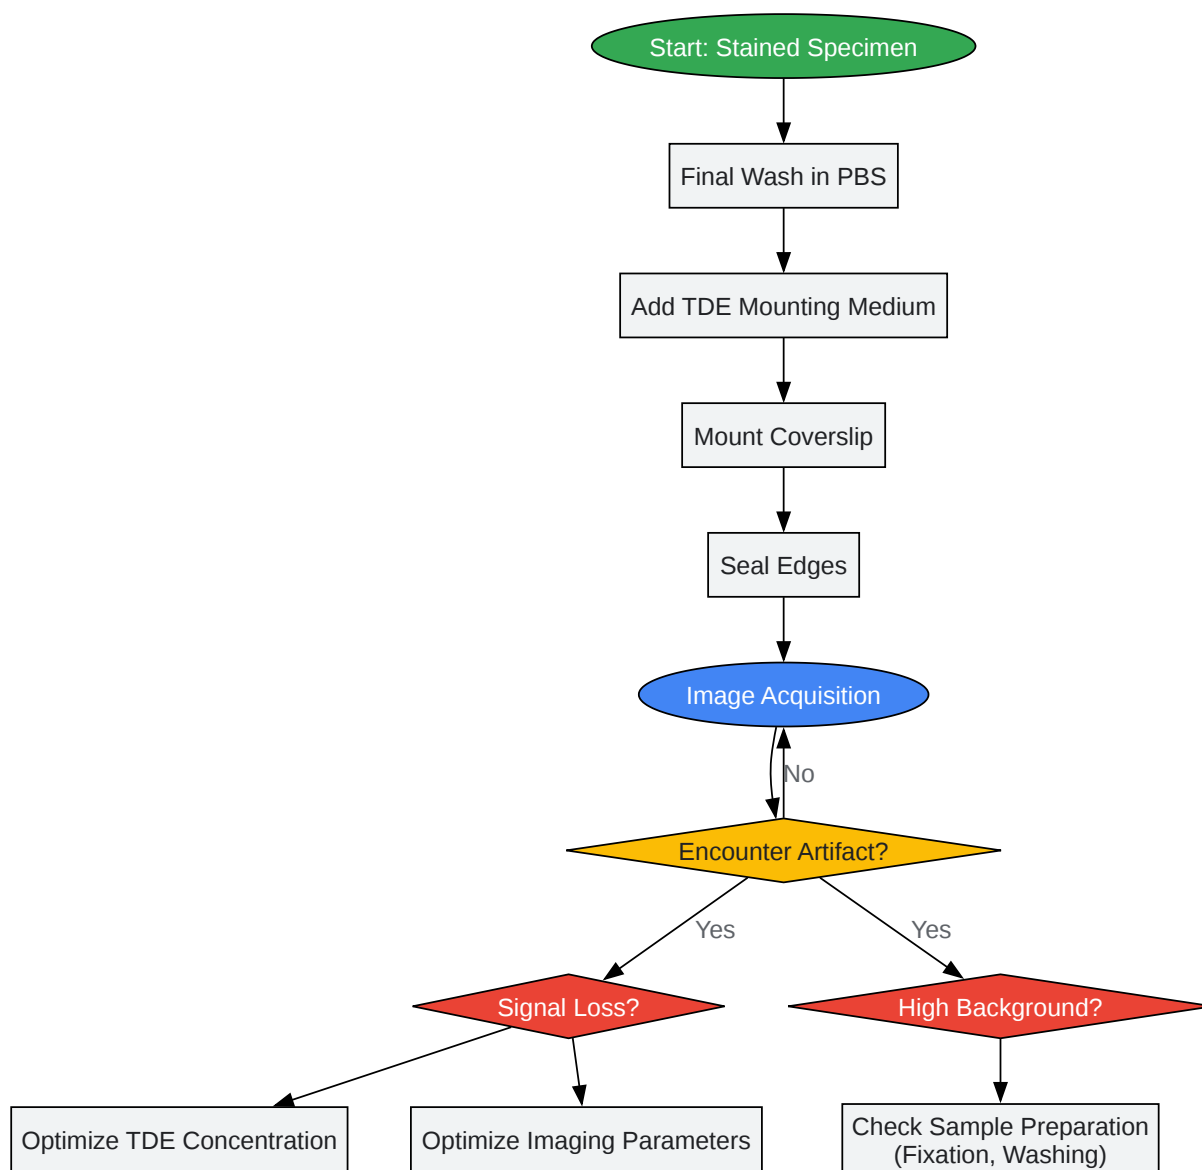 Start: Stained Specimen
Final Wash in PBS
Add TDE Mounting Medium
Mount Coverslip
Seal Edges
Image Acquisition
No
Encounter Artifact?
Yes
Yes
Signal Loss?
High Background?
Optimize TDE Concentration
Optimize Imaging Parameters
Check Sample Preparation
(Fixation, Washing)